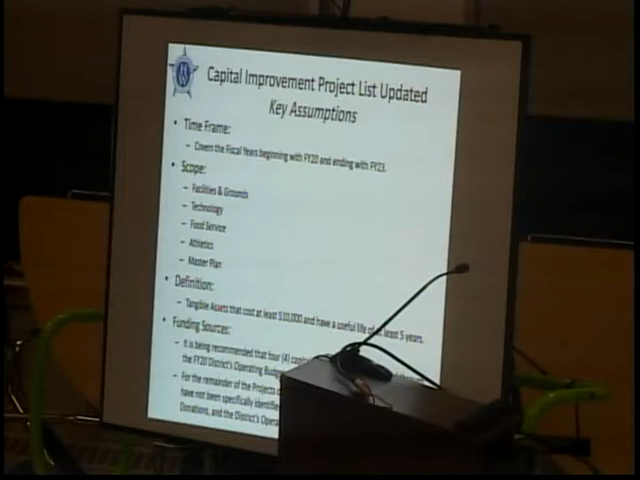 Capital Improvement Project List Updated
Key Assumptions
• Time Frame:
– Covers the Fiscal Years beginning with FY20 and ending with FY23.
• Scope:
– Facilities & Grounds
– Technology
– Food Service
– Athletics
– Master Plan
• Definition:
– Tangible Assets that cost at least $10,000 and have a useful life of at least 5 years.
• Funding Sources:
– It is being recommended that four (4)
the FY20 District's Operating
– For the remainder of the Projects
have not been specifically
Donations, and the District's